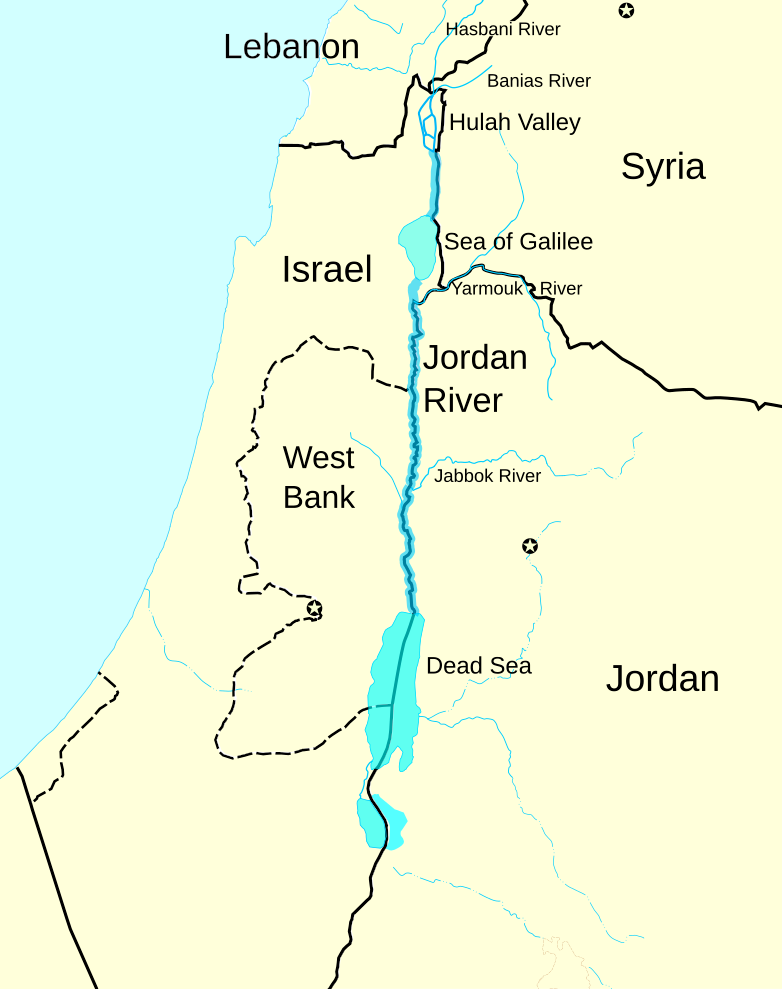 Hasbani River
Lebanon
Banias River
Hulah Valley
Syria
Sea of Galilee
Israel
Yarmouk River
Jordan
River
West
Bank
Jabbok River
Dead Sea
Jordan